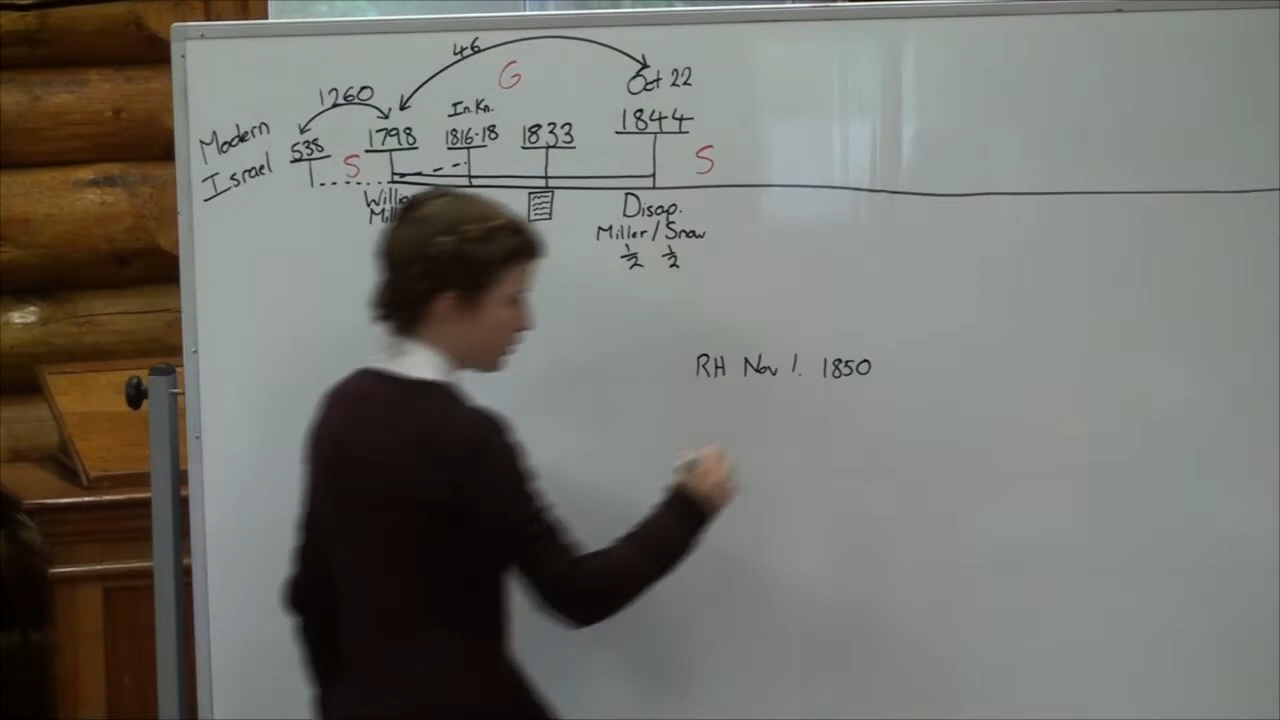 46
G
Oct 22
1260
In. Kn.
Modern
Israel
538
S
1798
1816-18
1833
1844
S
Disap.
Miller / Snow
1/2 1/2
RH Nov 1. 1850